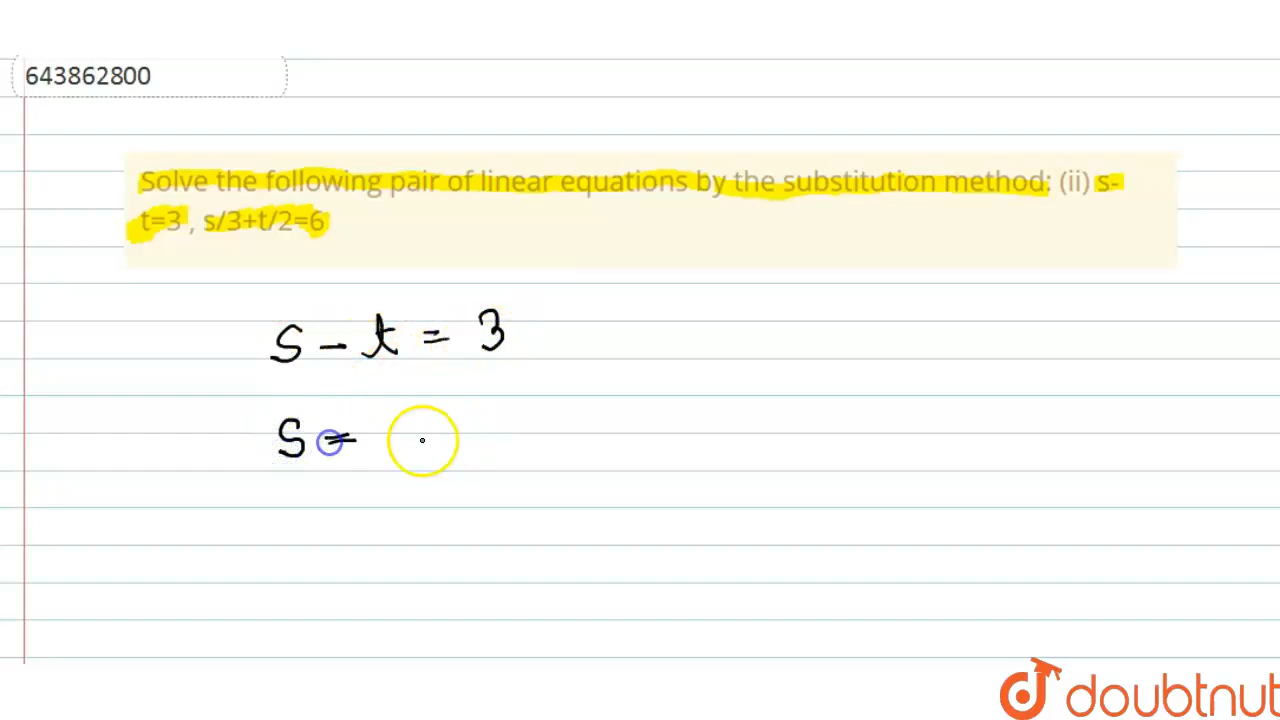 643862800
Solve the following pair of linear equations by the substitution method: (ii) s-
t=3 , s/3+t/2=6
s - t = 3
s =
doubtnut